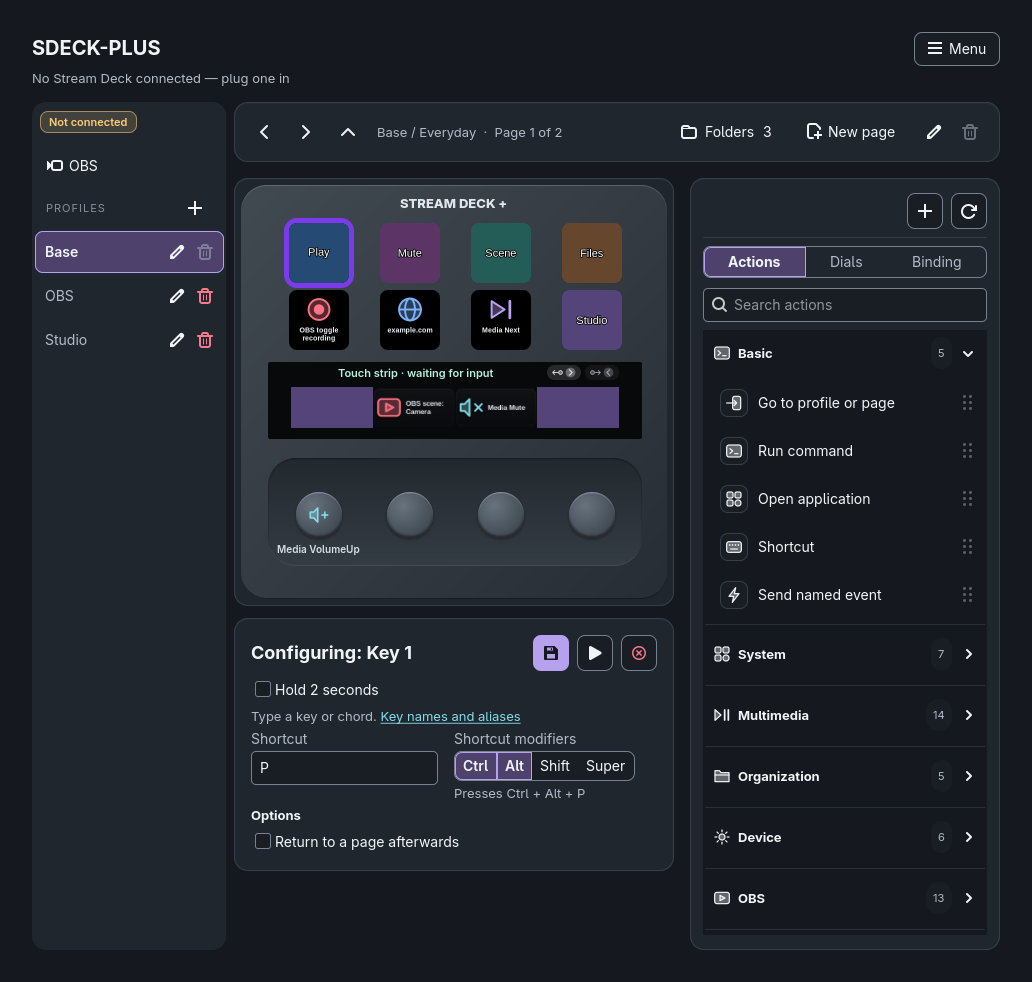 SDECK-PLUS
Menu
No Stream Deck connected — plug one in
Not connected
OBS
PROFILES
Base
OBS
Studio
Base / Everyday · Page 1 of 2
Folders 3
New page
STREAM DECK +
Play
Mute
Scene
Files
OBS toggle
recording
example.com
Media Next
Studio
Touch strip · waiting for input
OBS scene:
Camera
Media Mute
Media VolumeUp
Configuring: Key 1
Hold 2 seconds
Type a key or chord. Key names and aliases
Shortcut
P
Shortcut modifiers
Ctrl Alt Shift Super
Presses Ctrl + Alt + P
Options
Return to a page afterwards
Actions
Dials
Binding
Search actions
Basic 5
Go to profile or page
Run command
Open application
Shortcut
Send named event
System 7
Multimedia 14
Organization 5
Device 6
OBS 13